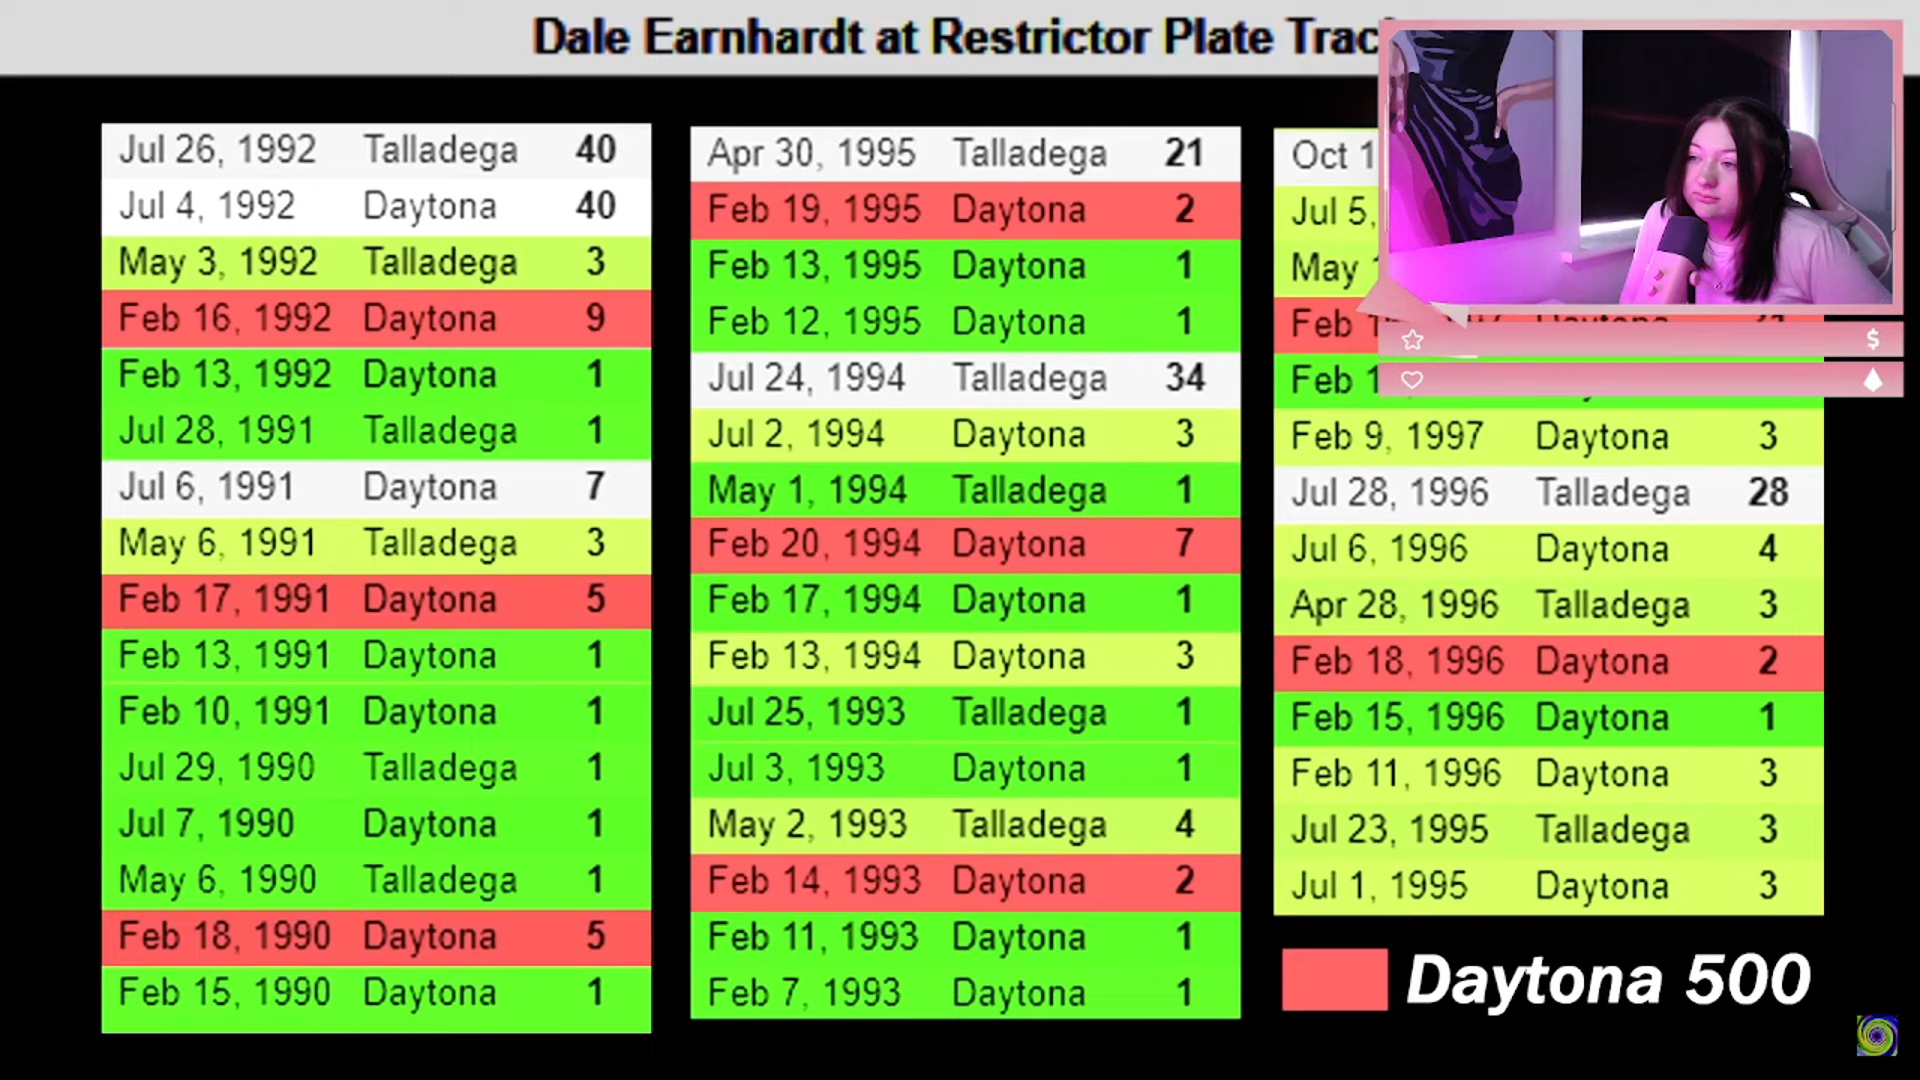 Dale Earnhardt at Restrictor Plate
Jul 26, 1992 Talladega 40
Jul 4, 1992 Daytona 40
May 3, 1992 Talladega 3
Feb 16, 1992 Daytona 9
Feb 13, 1992 Daytona 1
Jul 28, 1991 Talladega 1
Jul 6, 1991 Daytona 7
May 6, 1991 Talladega 3
Feb 17, 1991 Daytona 5
Feb 13, 1991 Daytona 1
Feb 10, 1991 Daytona 1
Jul 29, 1990 Talladega 1
Jul 7, 1990 Daytona 1
May 6, 1990 Talladega 1
Feb 18, 1990 Daytona 5
Feb 15, 1990 Daytona 1
Apr 30, 1995 Talladega 21
Feb 19, 1995 Daytona 2
Feb 13, 1995 Daytona 1
Feb 12, 1995 Daytona 1
Jul 24, 1994 Talladega 34
Jul 2, 1994 Daytona 3
May 1, 1994 Talladega 1
Feb 20, 1994 Daytona 7
Feb 17, 1994 Daytona 1
Feb 13, 1994 Daytona 3
Jul 25, 1993 Talladega 1
Jul 3, 1993 Daytona 1
May 2, 1993 Talladega 4
Feb 14, 1993 Daytona 2
Feb 11, 1993 Daytona 1
Feb 7, 1993 Daytona 1
Oct
Jul 5,
May
Feb
Feb
Feb 9, 1997 Daytona 3
Jul 28, 1996 Talladega 28
Jul 6, 1996 Daytona 4
Apr 28, 1996 Talladega 3
Feb 18, 1996 Daytona 2
Feb 15, 1996 Daytona 1
Feb 11, 1996 Daytona 3
Jul 23, 1995 Talladega 3
Jul 1, 1995 Daytona 3
Daytona 500
$